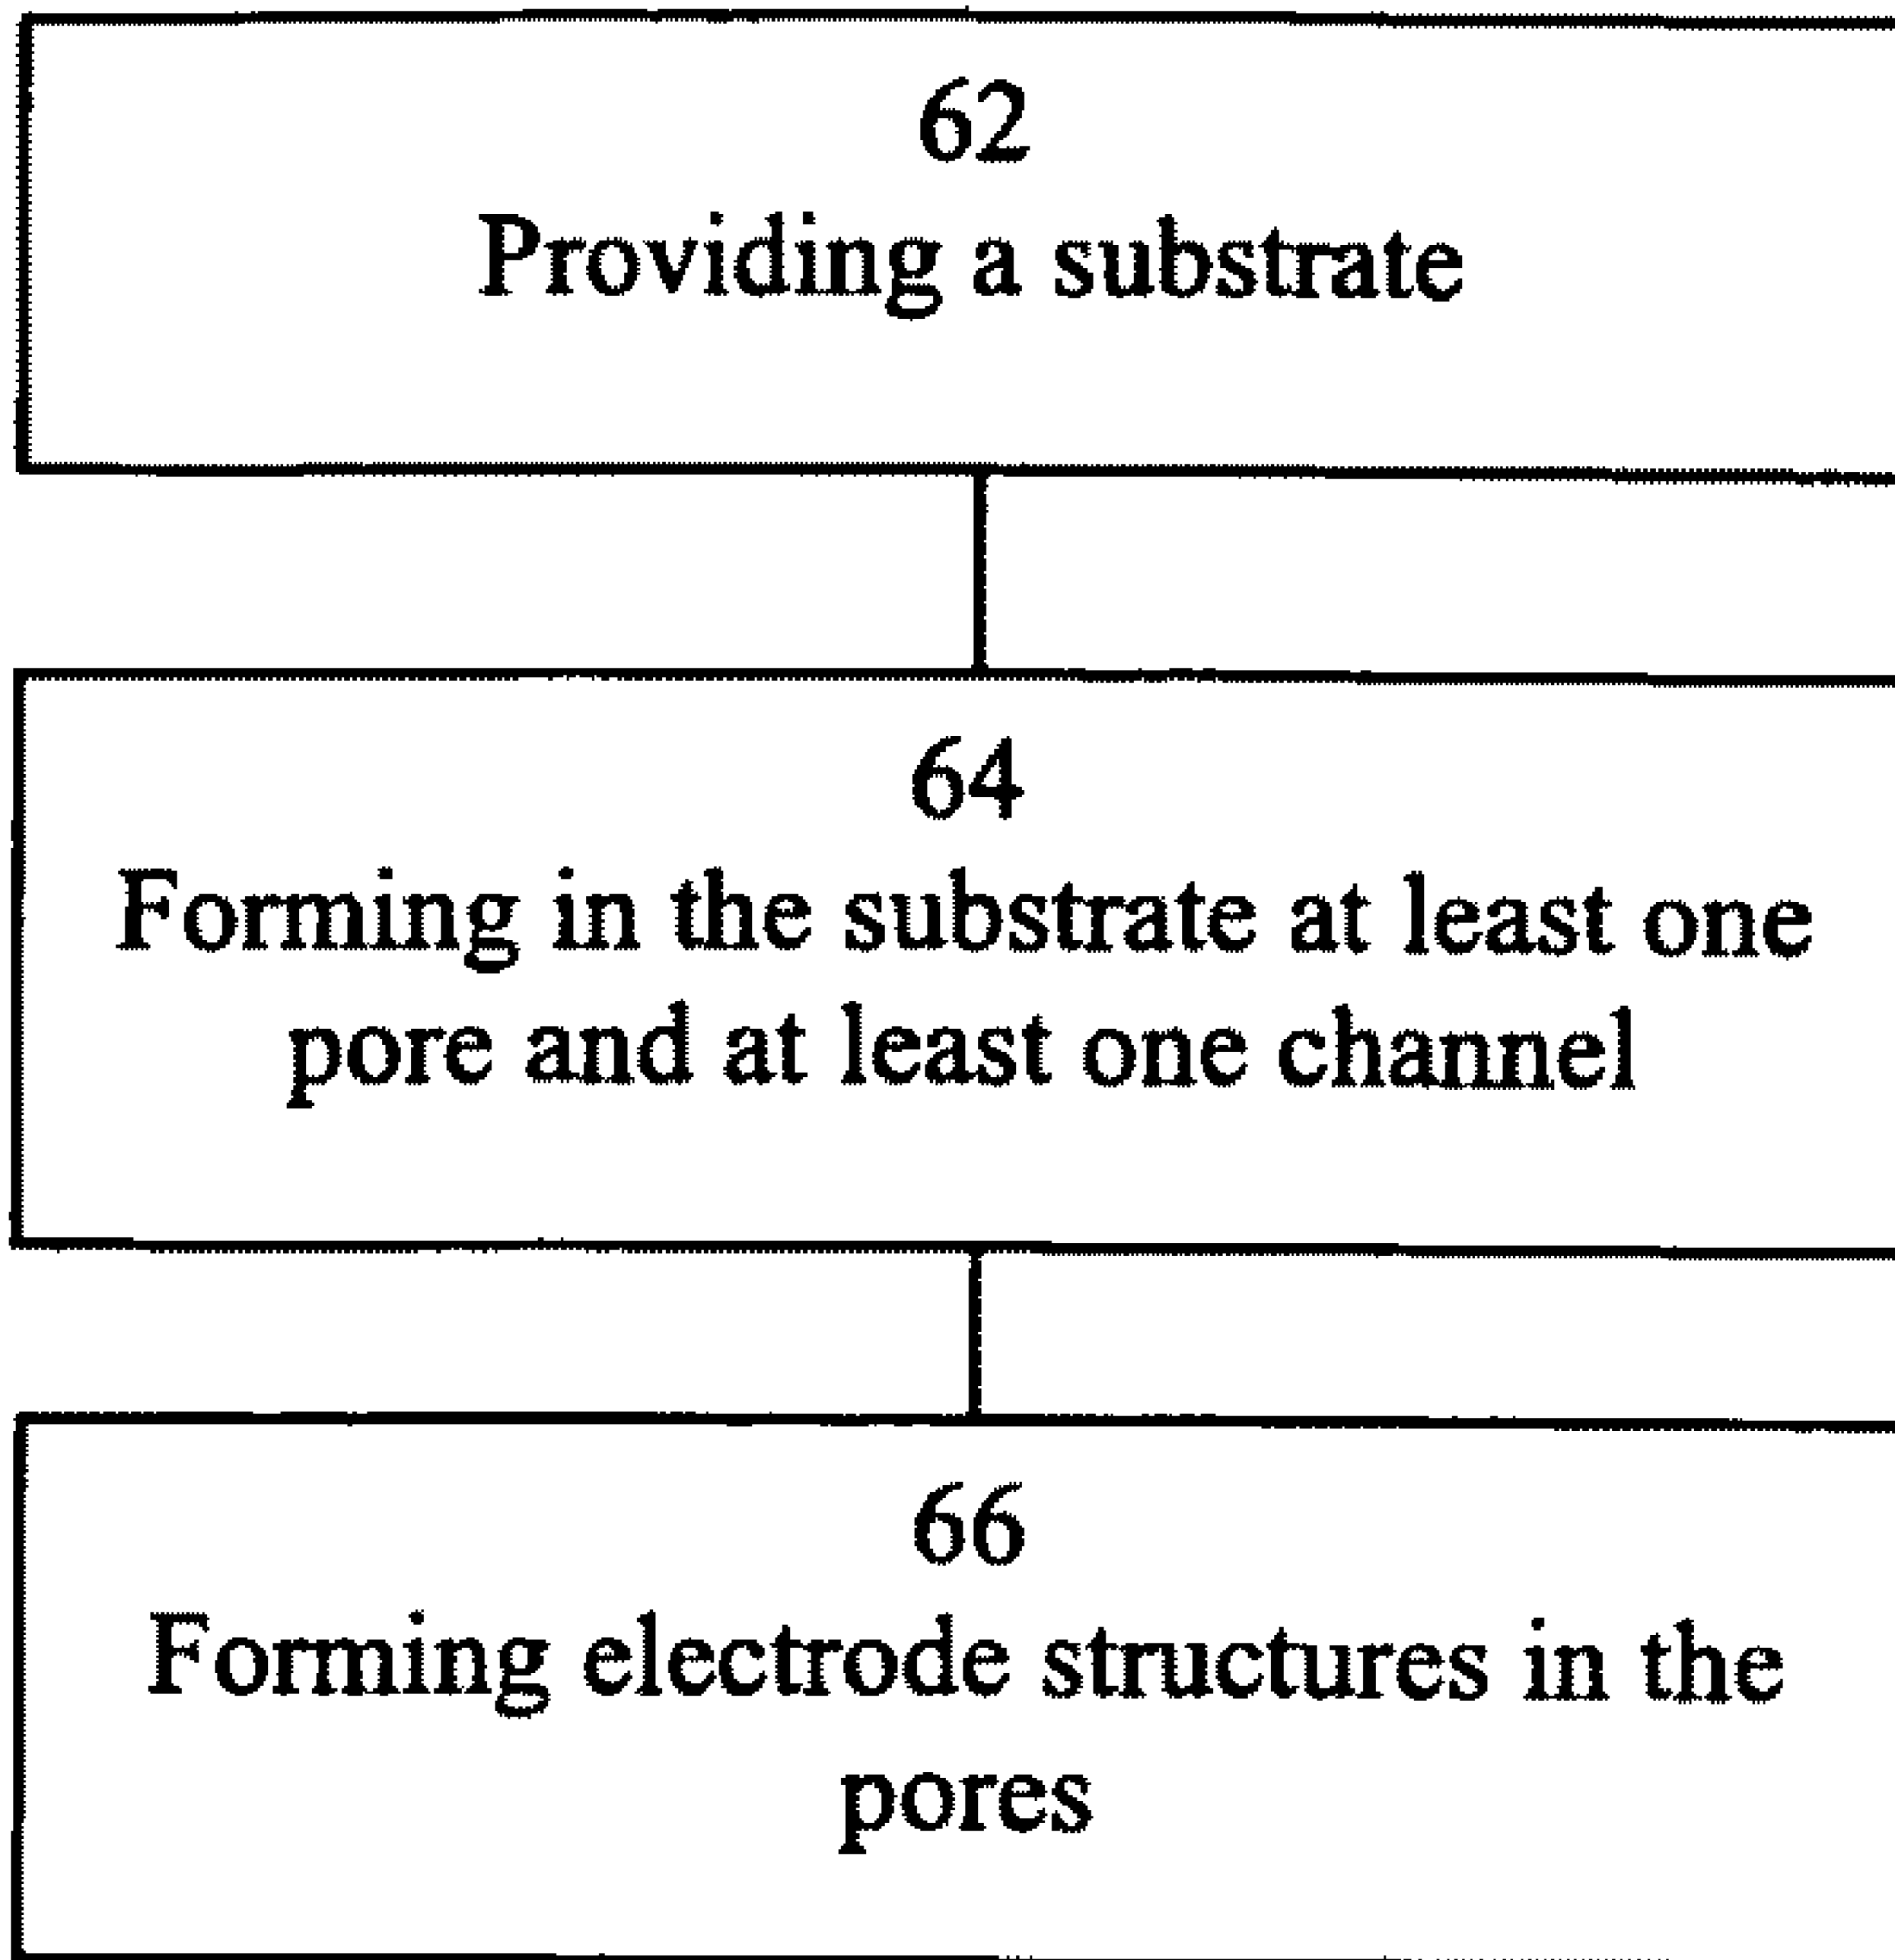 62
Providing a substrate
64
Forming in the substrate at least one
pore and at least one channel
66
Forming electrode structures in the
pores